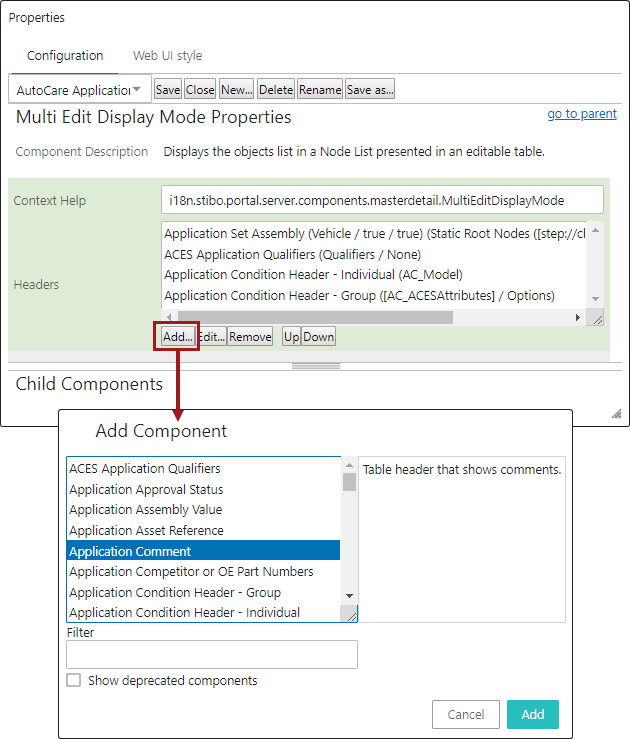 Properties
Configuration Web UI style
AutoCare Application Save Close New... Delete Rename Save as...
Multi Edit Display Mode Properties go to parent
Component Description Displays the objects list in a Node List presented in an editable table.
Context Help i18n.stibo.portal.server.components.masterdetail.MultiEditDisplayMode
Headers
Application Set Assembly (Vehicle / true / true) (Static Root Nodes ([step://cl
ACES Application Qualifiers (Qualifiers / None)
Application Condition Header - Individual (AC_Model)
Application Condition Header - Group ([AC_ACESAttributes] / Options)
Add... Edit... Remove Up Down
Child Components
Add Component
ACES Application Qualifiers
Application Approval Status
Application Assembly Value
Application Asset Reference
Application Comment
Application Competitor or OE Part Numbers
Application Condition Header - Group
Application Condition Header - Individual
Table header that shows comments.
Filter
Show deprecated components
Cancel Add